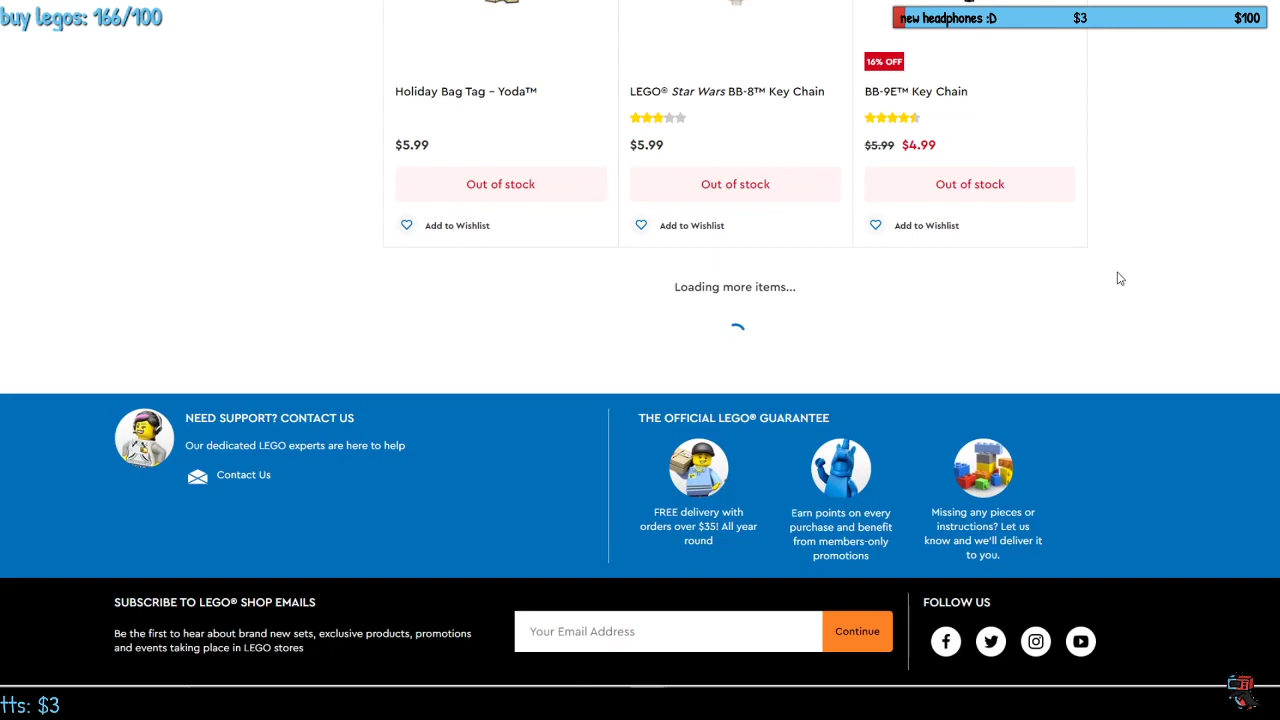 buy legos: 166/100
new headphones :D $3 $100
16% OFF
Holiday Bag Tag – Yoda™
LEGO® Star Wars BB-8™ Key Chain
BB-9E™ Key Chain
$5.99
$5.99
$5.99 $4.99
Out of stock
Out of stock
Out of stock
Add to Wishlist
Add to Wishlist
Add to Wishlist
Loading more items...
NEED SUPPORT? CONTACT US
Our dedicated LEGO experts are here to help
Contact Us
THE OFFICIAL LEGO® GUARANTEE
FREE delivery with
orders over $35! All year
round
Earn points on every
purchase and benefit
from members-only
promotions
Missing any pieces or
instructions? Let us
know and we'll deliver it
to you.
SUBSCRIBE TO LEGO® SHOP EMAILS
Be the first to hear about brand new sets, exclusive products, promotions
and events taking place in LEGO stores
Your Email Address
Continue
FOLLOW US
tts: $3